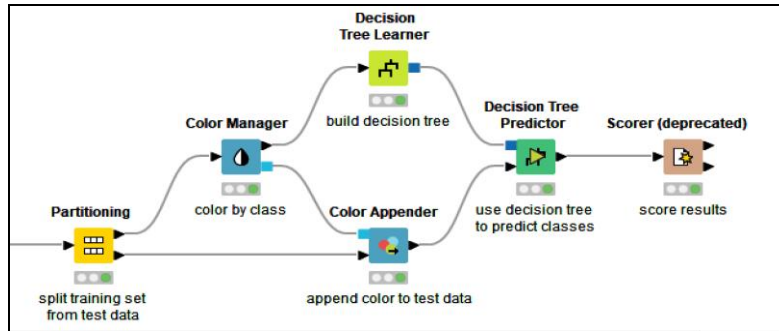 Decision
Tree Learner
build decision tree
Color Manager
color by class
Decision Tree
Predictor
use decision tree
to predict classes
Scorer (deprecated)
score results
Partitioning
split training set
from test data
Color Appender
append color to test data